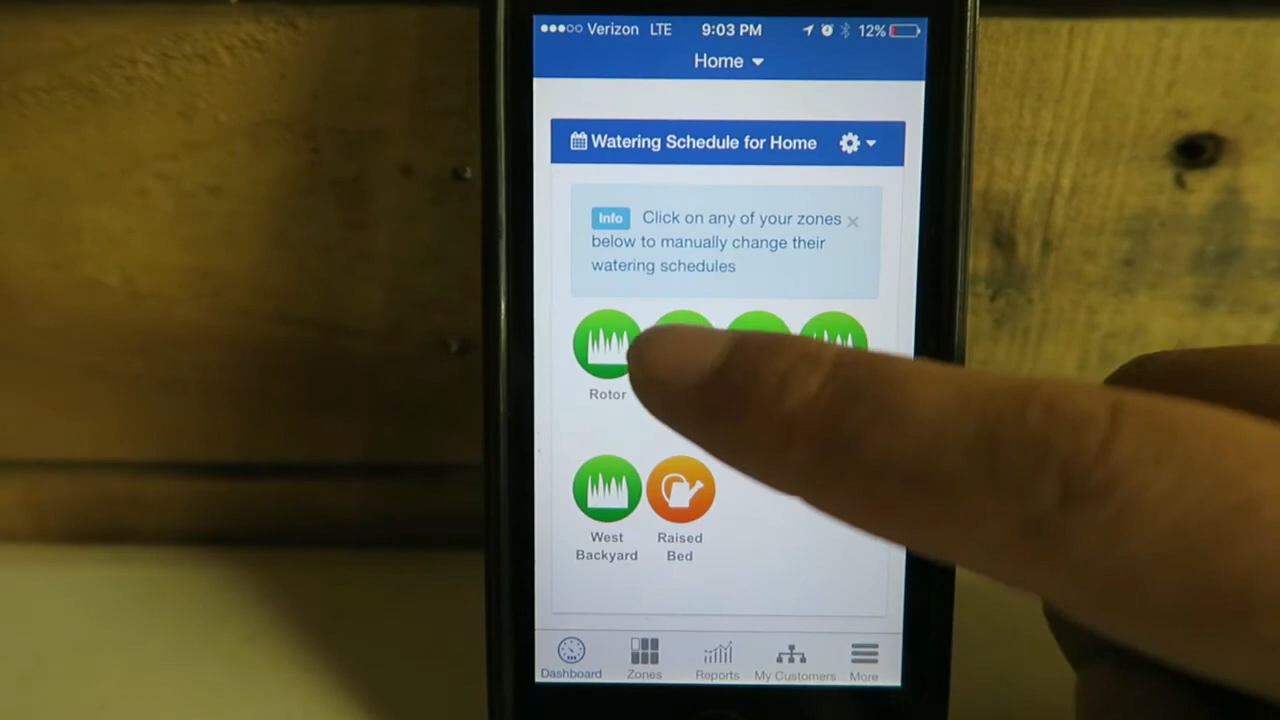 Verizon LTE 9:03 PM 12%
Home
Watering Schedule for Home
Info Click on any of your zones
below to manually change their
watering schedules
Rotor
West
Backyard
Raised
Bed
Dashboard
Zones
Reports
My Customers
More